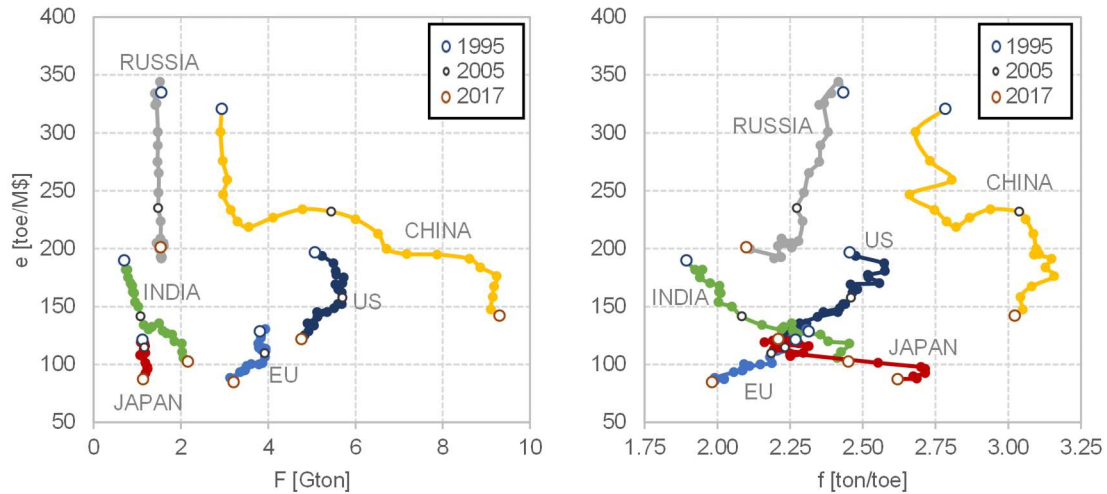 400
350
300
250
200
150
100
50
e [toe/M$]
RUSSIA
CHINA
INDIA
US
EU
JAPAN
1995
2005
2017
0
2
4
6
8
10
F [Gton]
400
350
300
250
200
150
100
50
RUSSIA
CHINA
US
INDIA
JAPAN
EU
1995
2005
2017
1.75
2.00
2.25
2.50
2.75
3.00
3.25
f [ton/toe]